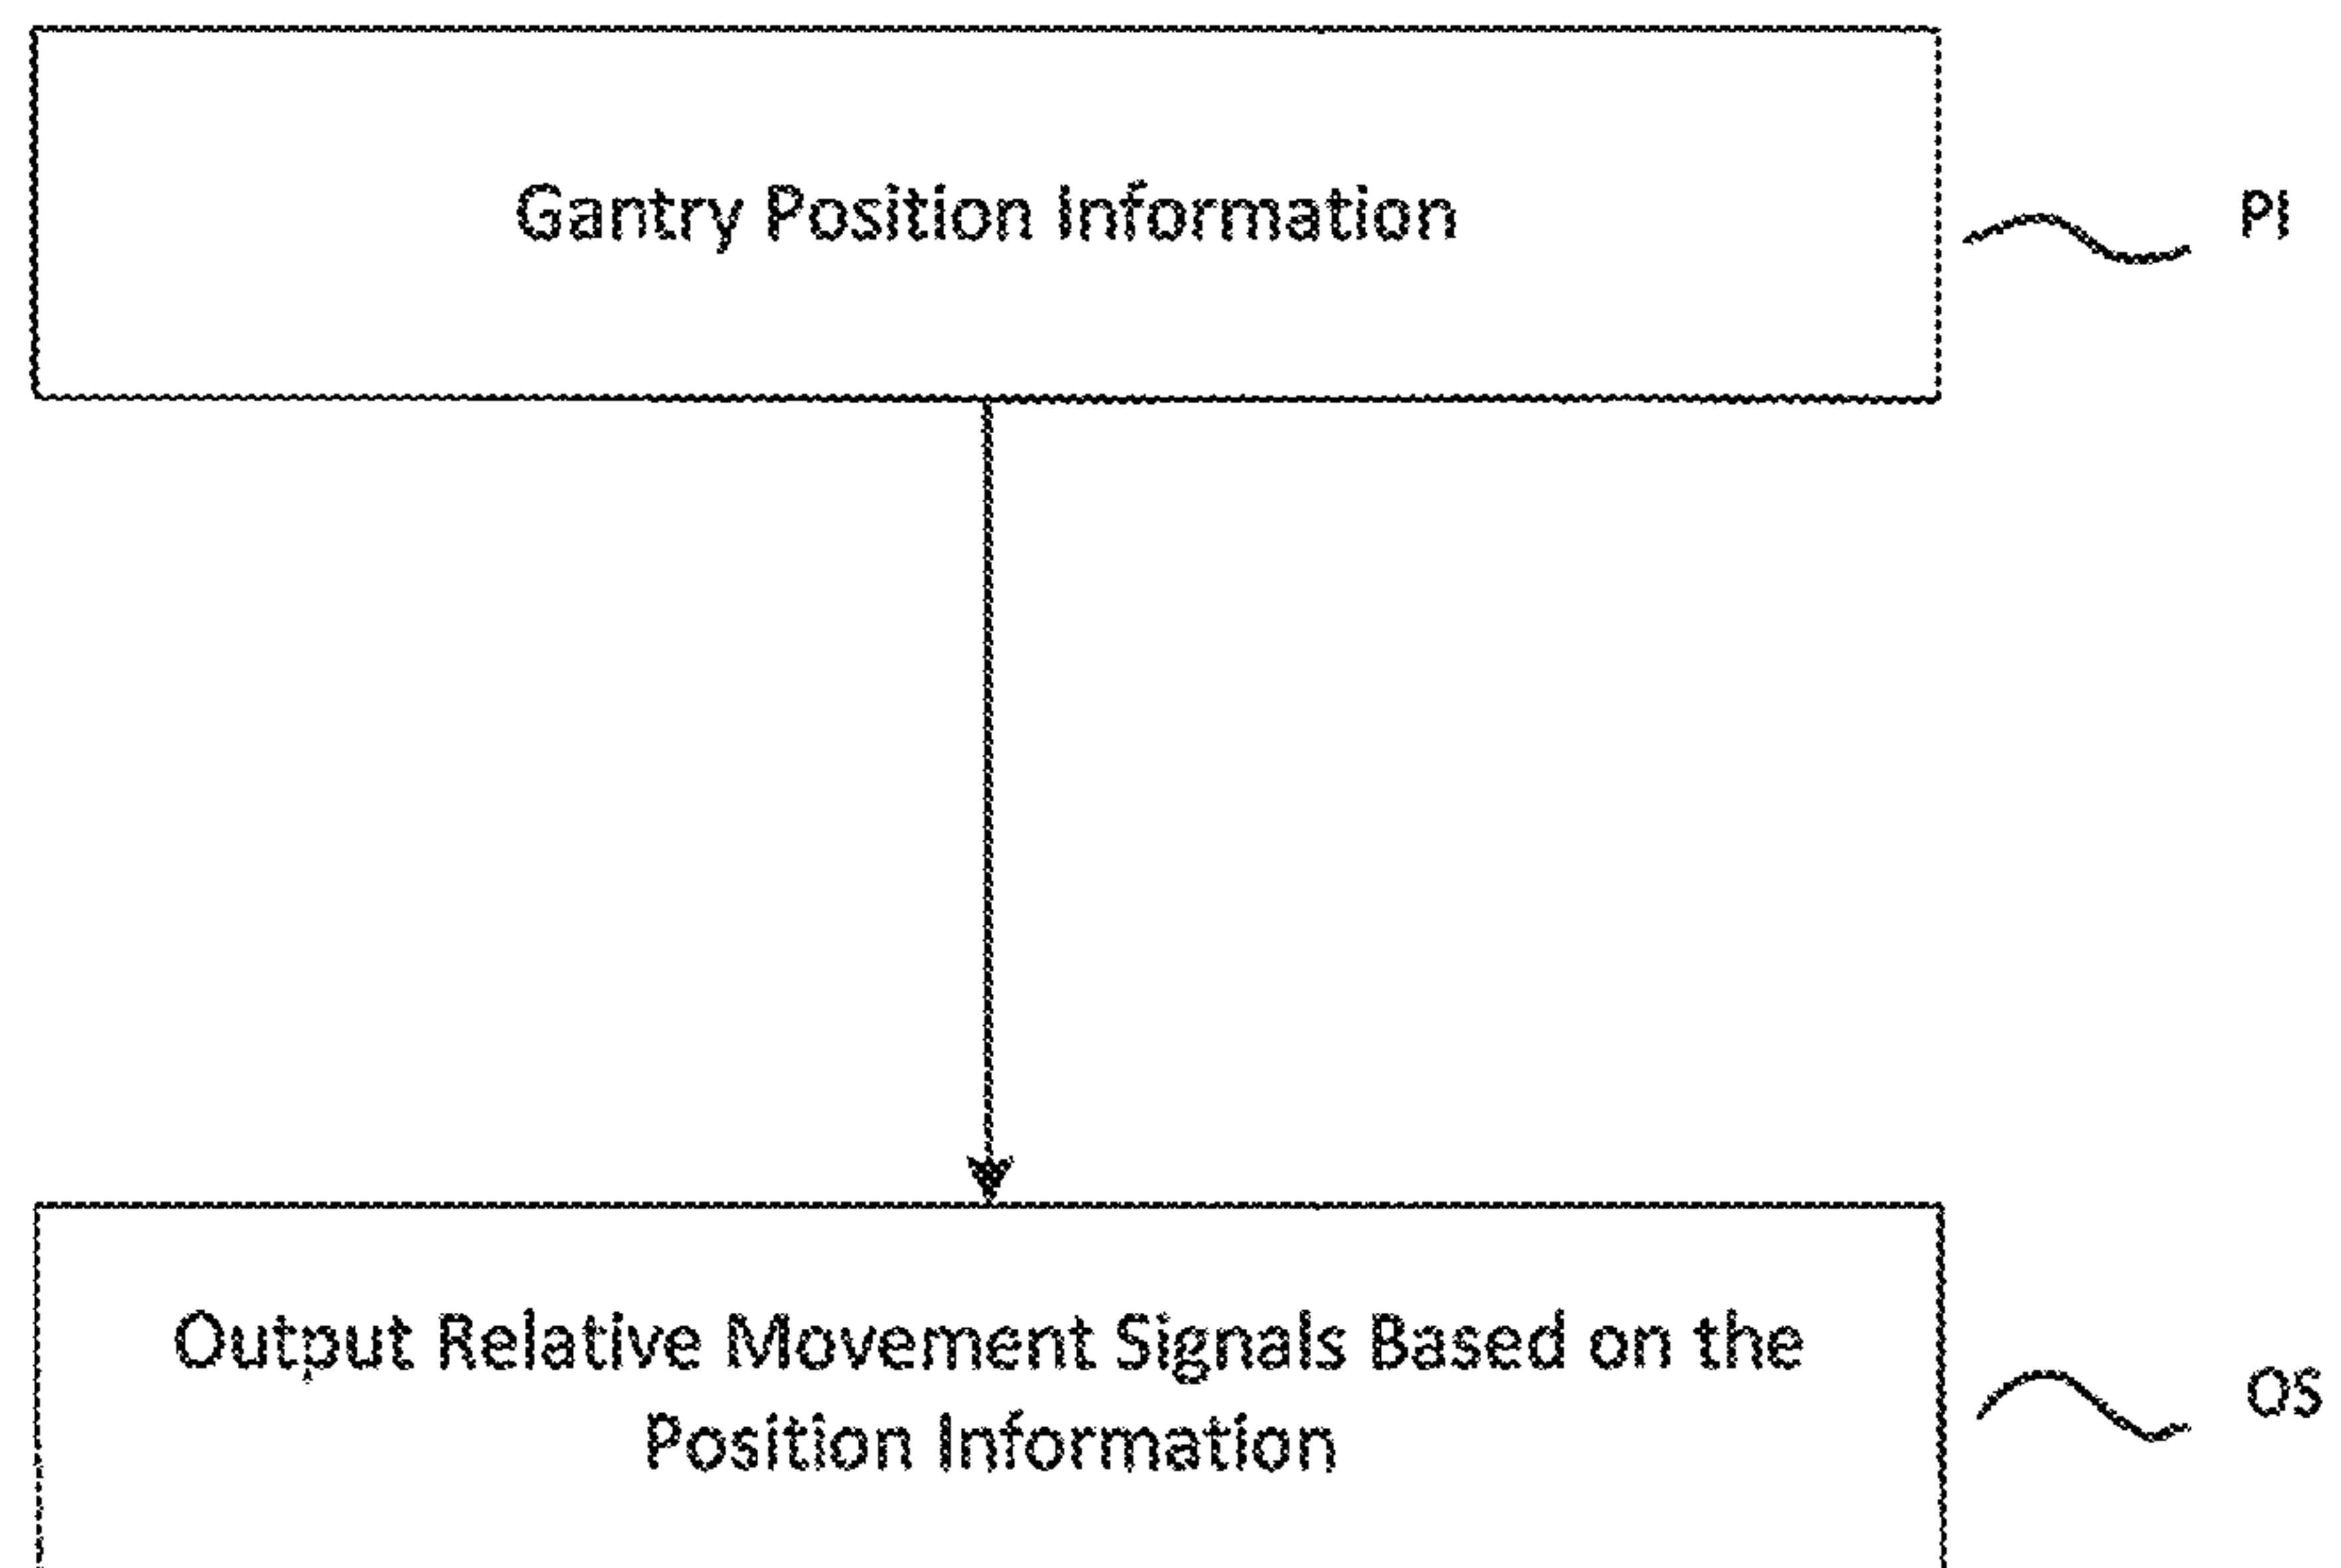 Gantry Position Information
PI
Output Relative Movement Signals Based on the
Position Information
OS